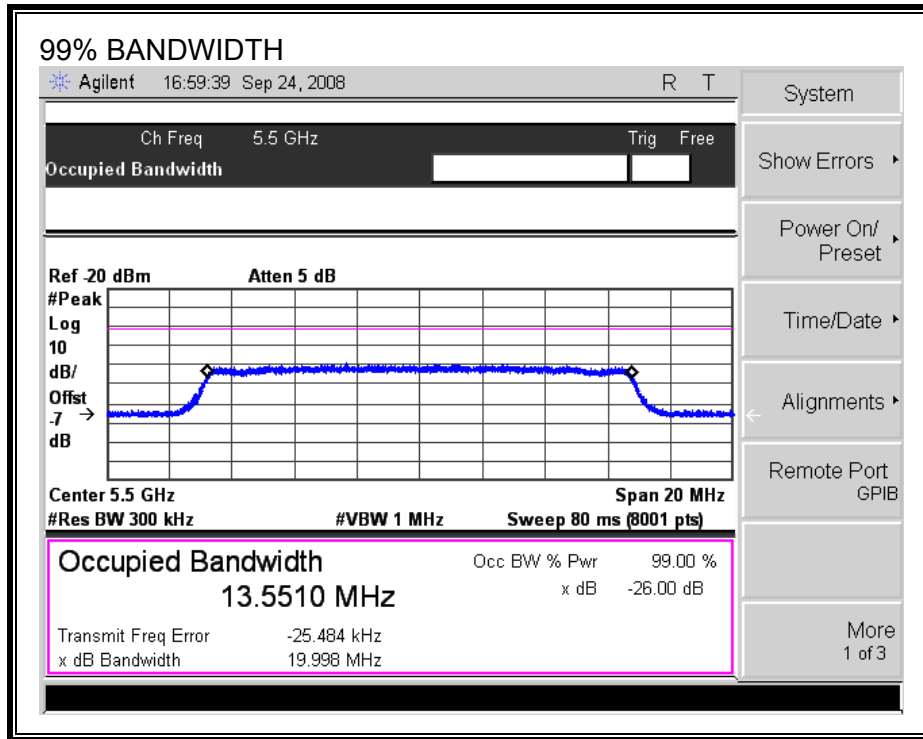 99% BANDWIDTH
Agilent 16:59:39 Sep 24, 2008 R T
System
Ch Freq 5.5 GHz Trig Free
Occupied Bandwidth
Show Errors
Power On/
Preset
Ref -20 dBm Atten 5 dB
#Peak
Log
10
dB/
Offst
-7
dB
Time/Date
Alignments
Remote Port
GPIB
Center 5.5 GHz Span 20 MHz
#Res BW 300 kHz #VBW 1 MHz Sweep 80 ms (8001 pts)
Occupied Bandwidth Occ BW % Pwr 99.00 %
13.5510 MHz x dB -26.00 dB
Transmit Freq Error -25.484 kHz
x dB Bandwidth 19.998 MHz
More
1 of 3